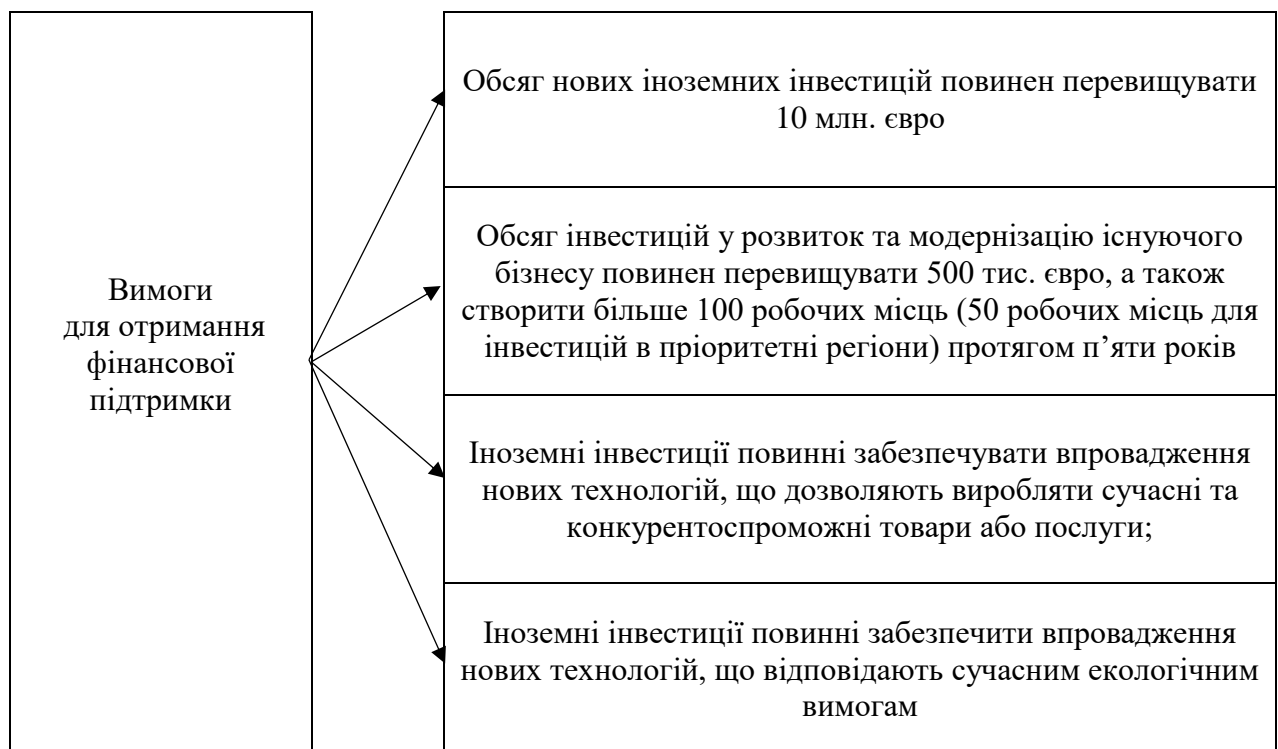 Вимоги
для отримання
фінансової
підтримки
Обсяг нових іноземних інвестицій повинен перевищувати
10 млн. євро
Обсяг інвестицій у розвиток та модернізацію існуючого
бізнесу повинен перевищувати 500 тис. євро, а також
створити більше 100 робочих місць (50 робочих місць для
інвестицій в пріоритетні регіони) протягом п’яти років
Іноземні інвестиції повинні забезпечувати впровадження
нових технологій, що дозволяють виробляти сучасні та
конкурентоспроможні товари або послуги;
Іноземні інвестиції повинні забезпечити впровадження
нових технологій, що відповідають сучасним екологічним
вимогам